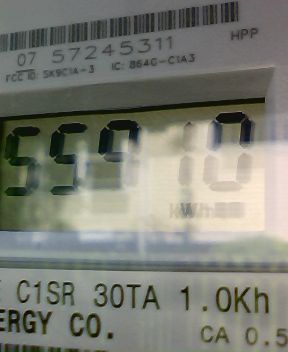 07 57245311
HPP
FCC ID: SK9C1A-3 IC: 864G-C1A3
55910
C1SR 30TA 1.0Kh
ERGY CO.
CA 0.5